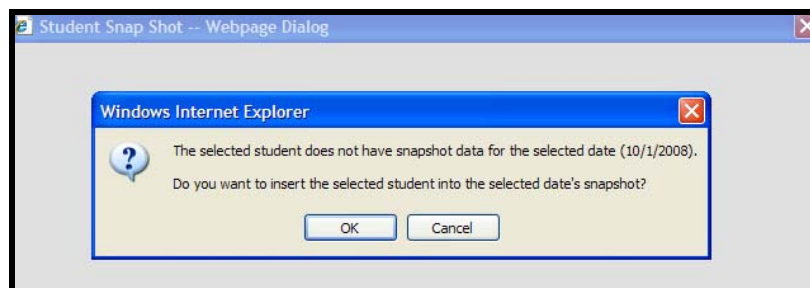 Student Snap Shot -- Webpage Dialog
Windows Internet Explorer
The selected student does not have snapshot data for the selected date (10/1/2008).
Do you want to insert the selected student into the selected date's snapshot?
OK Cancel